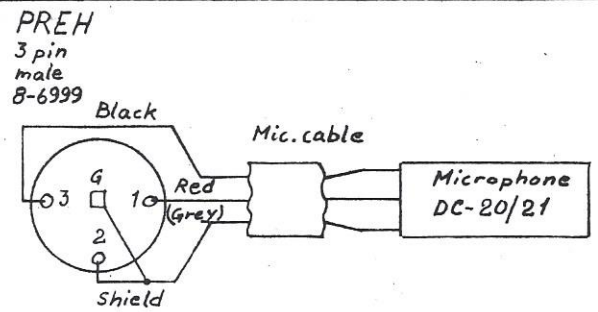 PREH
3 pin
male
8-6999
Black
Mic. cable
3
G
1
Red
(Grey)
2
Shield
Microphone
DC-20/21